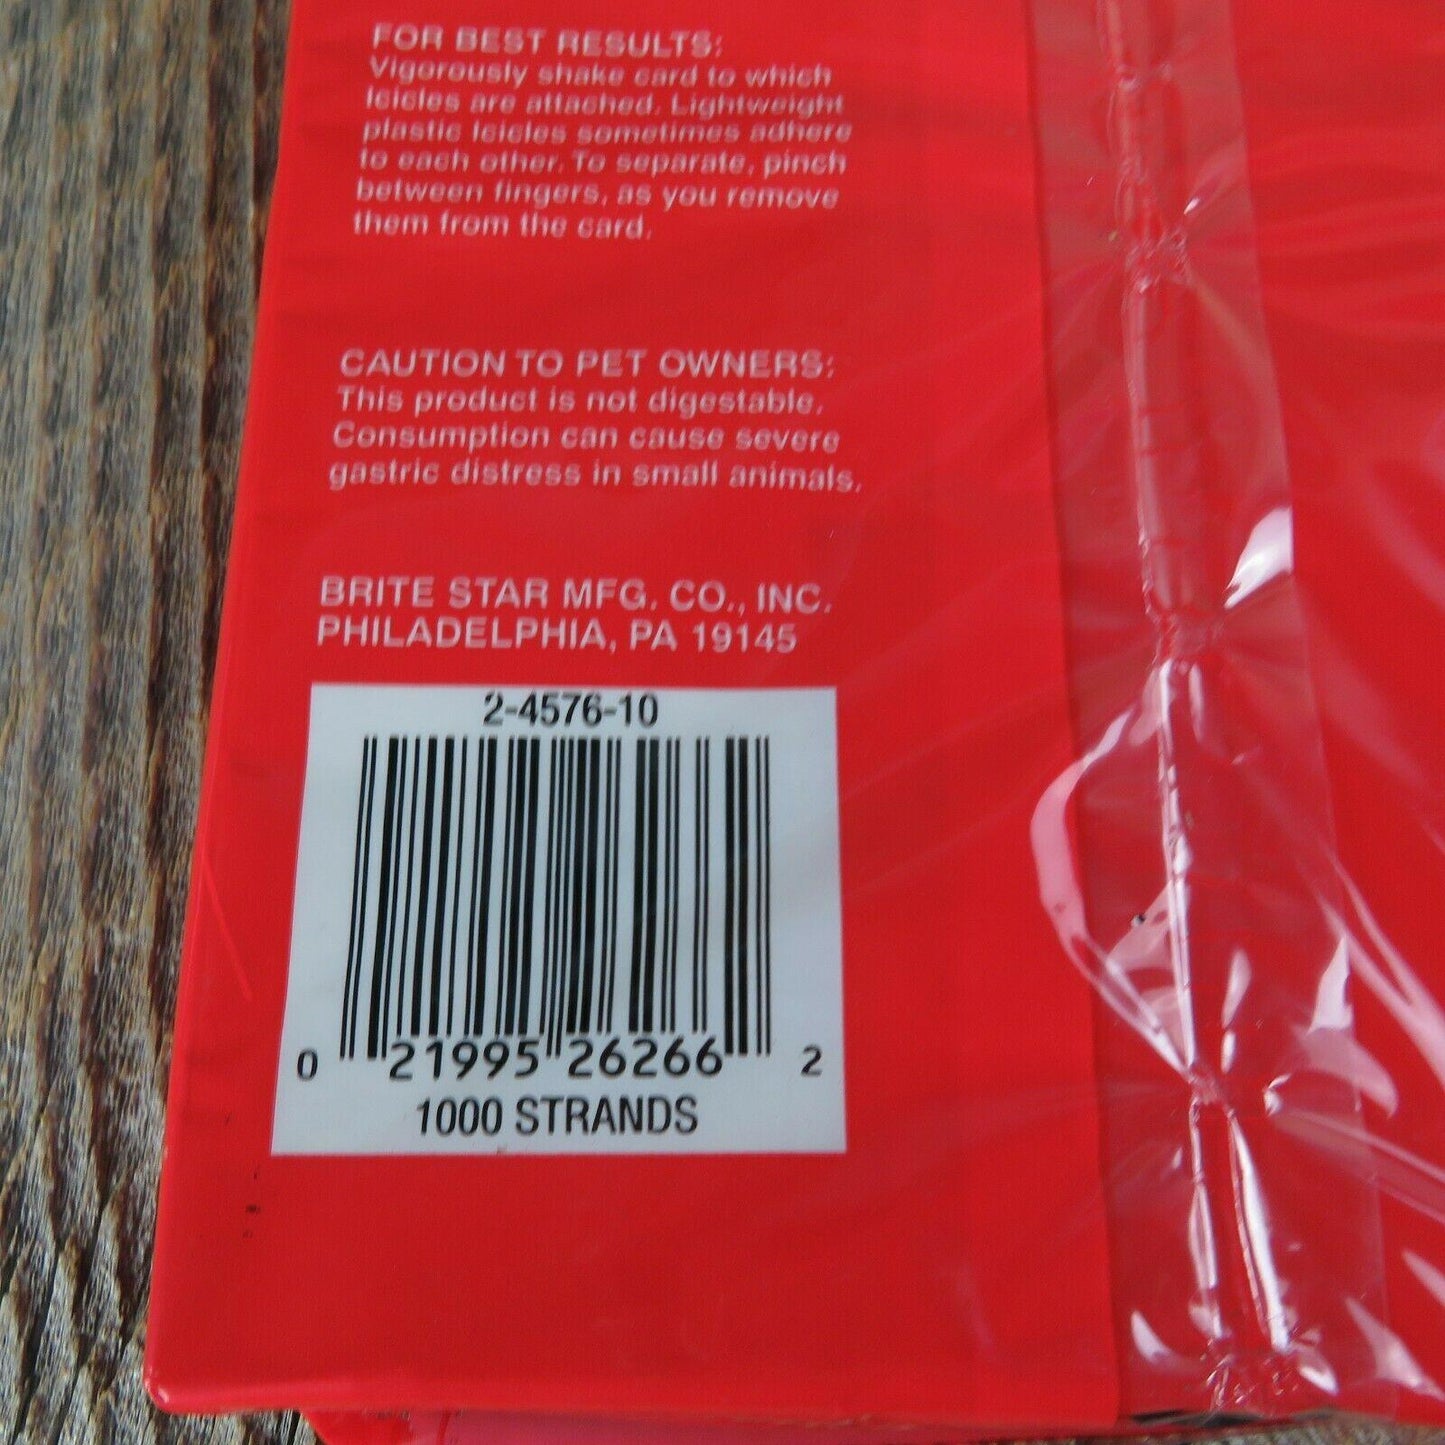 FOR BEST RESULTS:
Vigorously shake card to which
Icicles are attached. Lightweight
plastic Icicles sometimes adhere
to each other. To separate, pinch
between fingers, as you remove
them from the card.
CAUTION TO PET OWNERS:
This product is not digestable.
Consumption can cause severe
gastric distress in small animals.
BRITE STAR MFG. CO., INC.
PHILADELPHIA, PA 19145
2-4576-10
0 21995 26266 2
1000 STRANDS